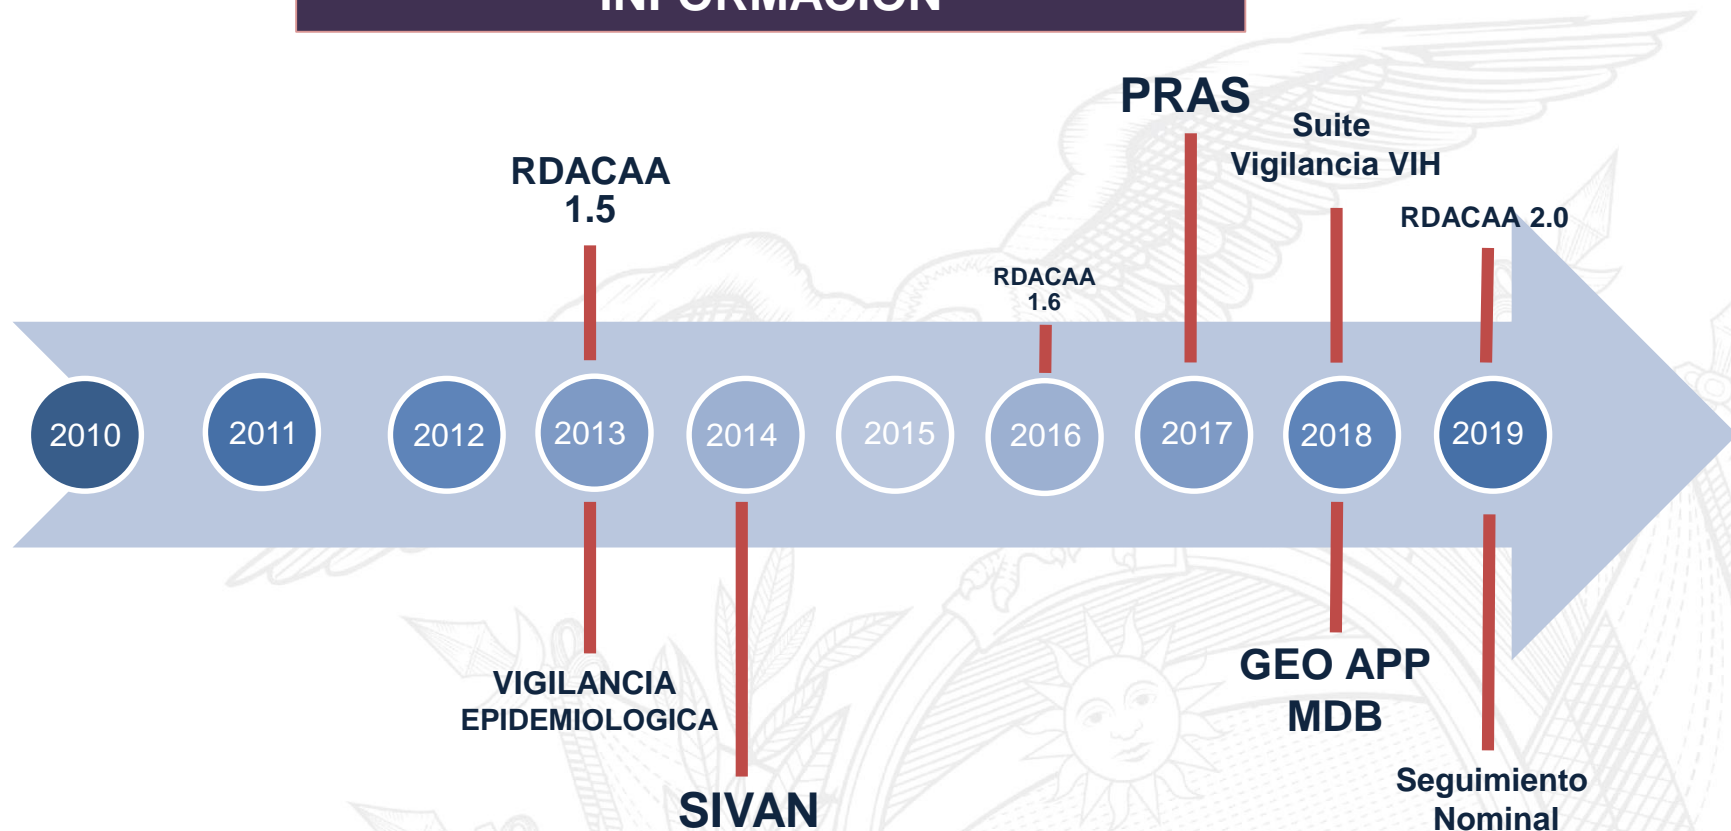 INFORMACIÓN
PRAS
Suite
Vigilancia VIH
RDACAA
1.5
RDACAA 2.0
RDACAA
1.6
2010
2011
2012
2013
2014
2015
2016
2017
2018
2019
VIGILANCIA
EPIDEMIOLOGICA
SIVAN
GEO APP
MDB
Seguimiento
Nominal